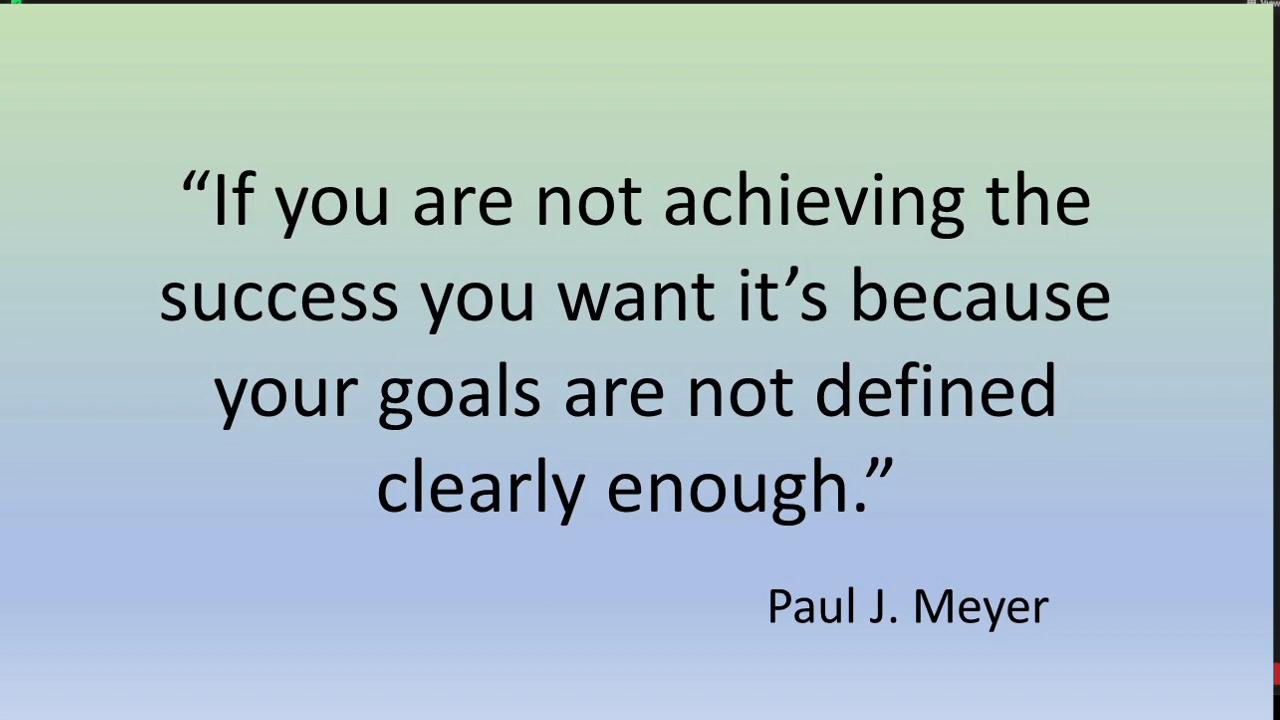 “If you are not achieving the
success you want it’s because
your goals are not defined
clearly enough.”
Paul J. Meyer